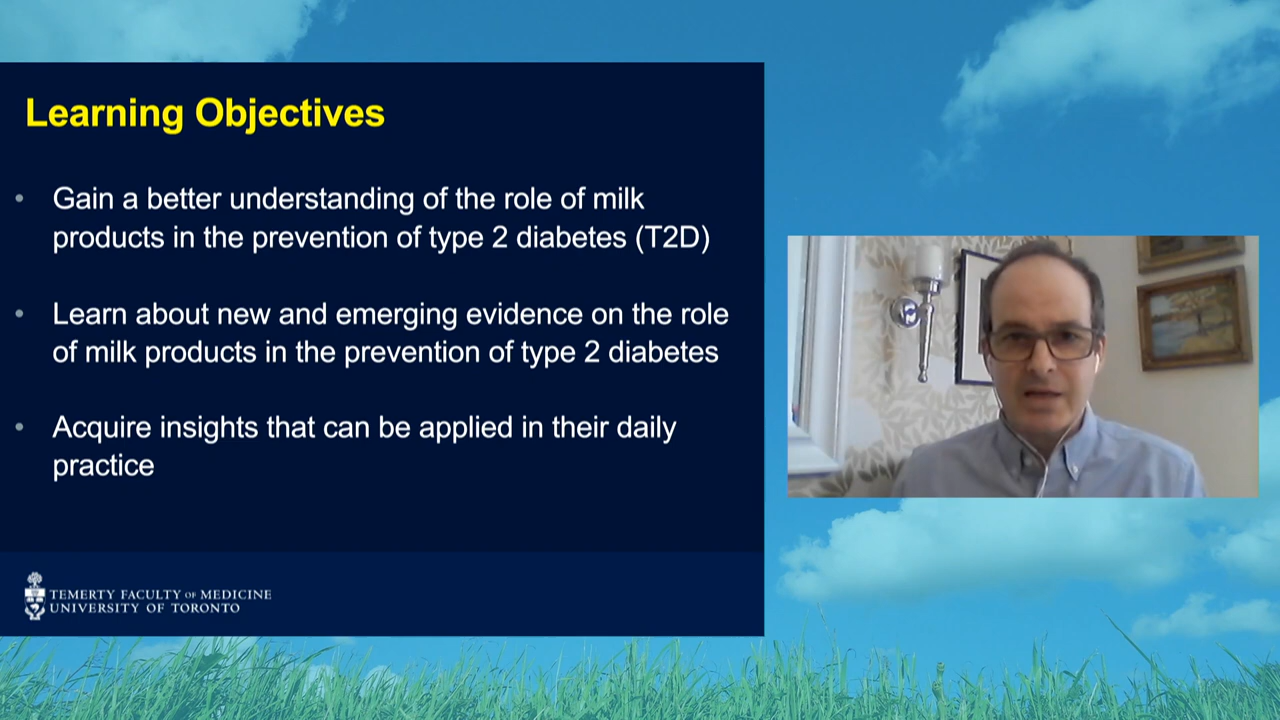 Learning Objectives
• Gain a better understanding of the role of milk
products in the prevention of type 2 diabetes (T2D)
• Learn about new and emerging evidence on the role
of milk products in the prevention of type 2 diabetes
• Acquire insights that can be applied in their daily
practice
TEMERTY FACULTY OF MEDICINE
UNIVERSITY OF TORONTO